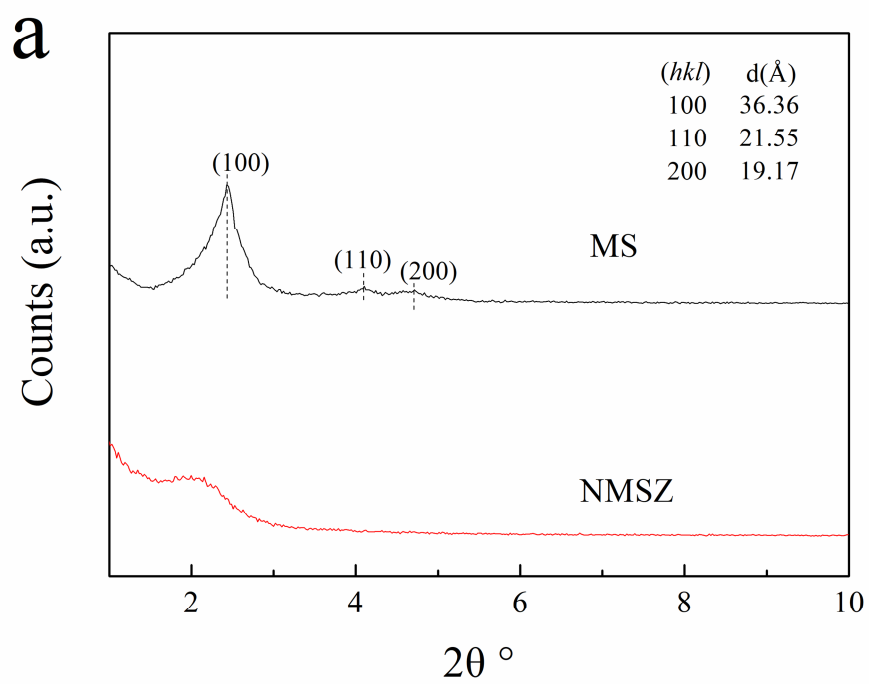 a
(hkl) d(Å)
100 36.36
110 21.55
200 19.17
(100)
(110)
(200)
MS
NMSZ
Counts (a.u.)
2 4 6 8 10
2θ °